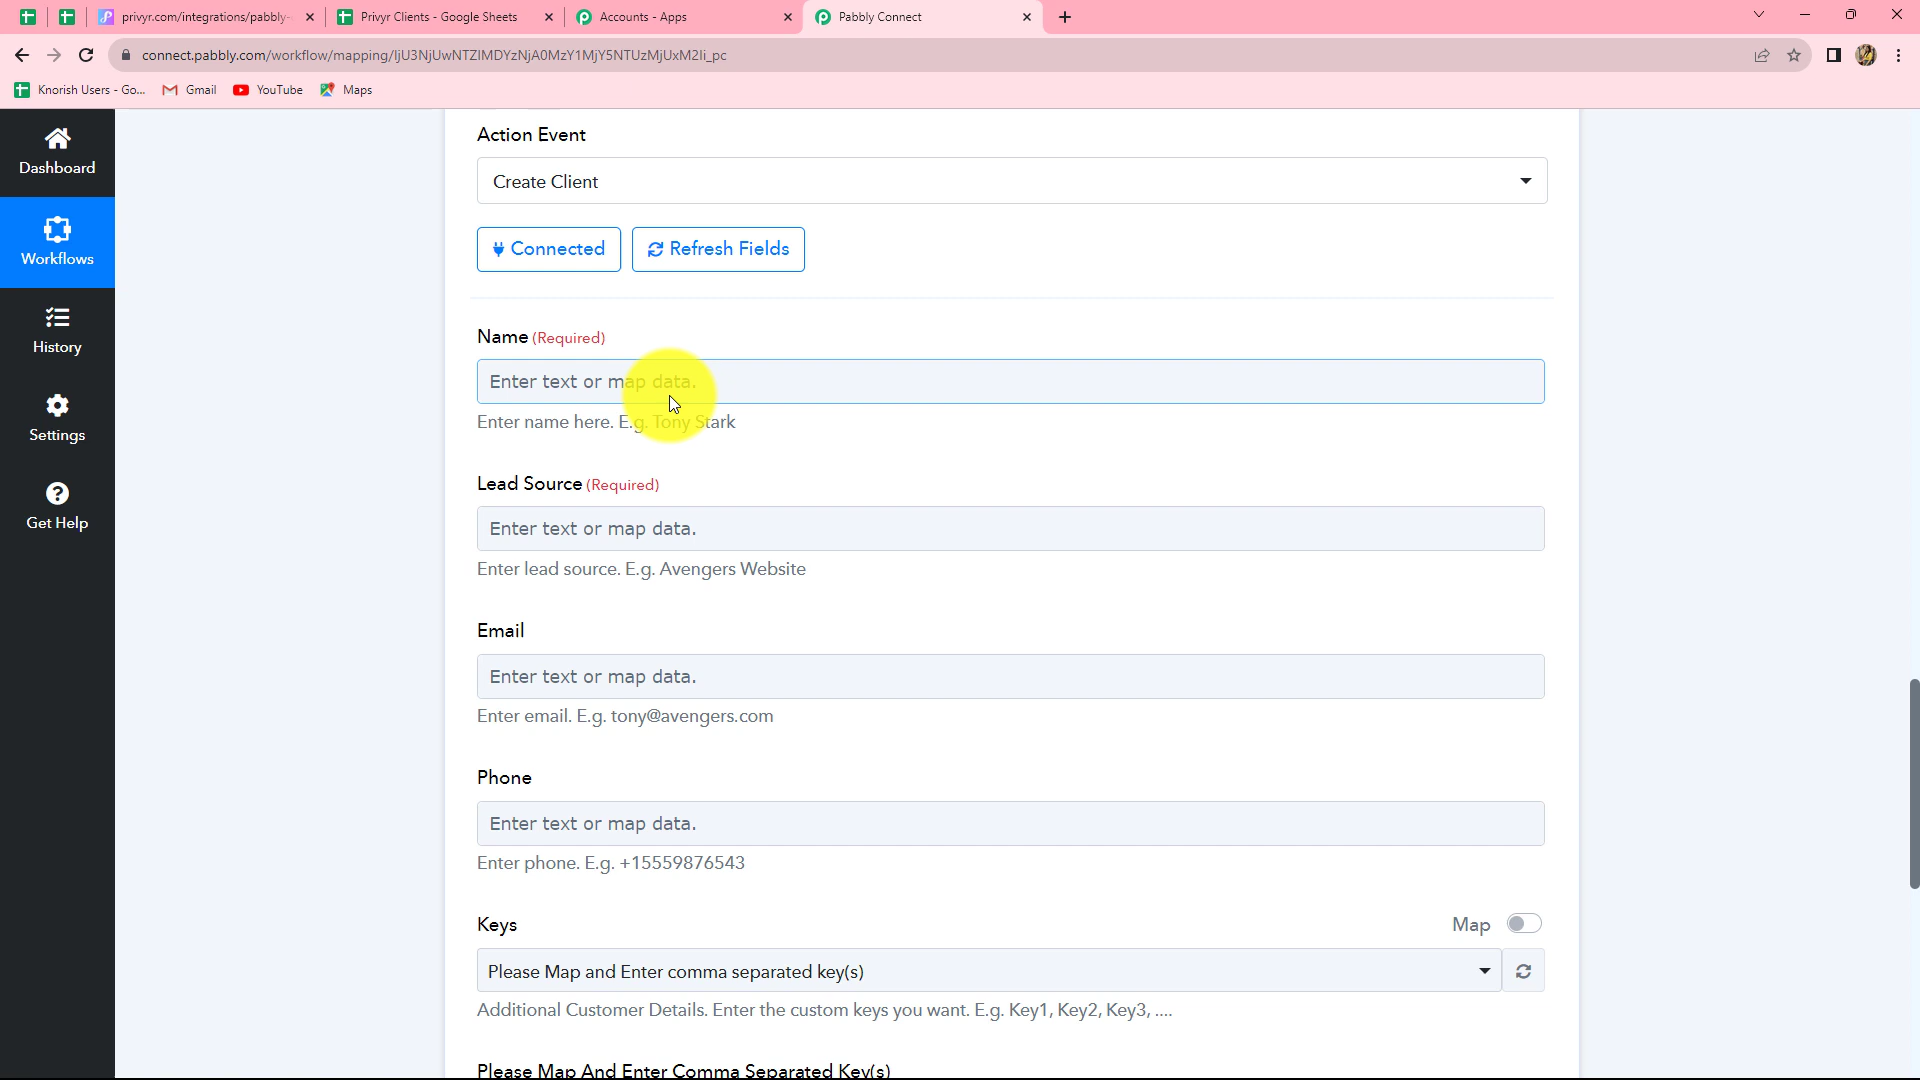 privyr.com/integrations/pabbly-
Privyr Clients - Google Sheets
Accounts - Apps
Pabbly Connect
connect.pabbly.com/workflow/mapping/IjU3NjUwNTZlMDYzNjA0MzY1MjY5NTUzMjUxM2Ii_pc
Knorish Users - Go...
Gmail
YouTube
Maps
Dashboard
Workflows
History
Settings
Get Help
Action Event
Create Client
Connected
Refresh Fields
Name (Required)
Enter text or map data.
Enter name here. E.g. Tony Stark
Lead Source (Required)
Enter text or map data.
Enter lead source. E.g. Avengers Website
Email
Enter text or map data.
Enter email. E.g. tony@avengers.com
Phone
Enter text or map data.
Enter phone. E.g. +15559876543
Keys
Map
Please Map and Enter comma separated key(s)
Additional Customer Details. Enter the custom keys you want. E.g. Key1, Key2, Key3, ....
Please Map And Enter Comma Separated Key(s)